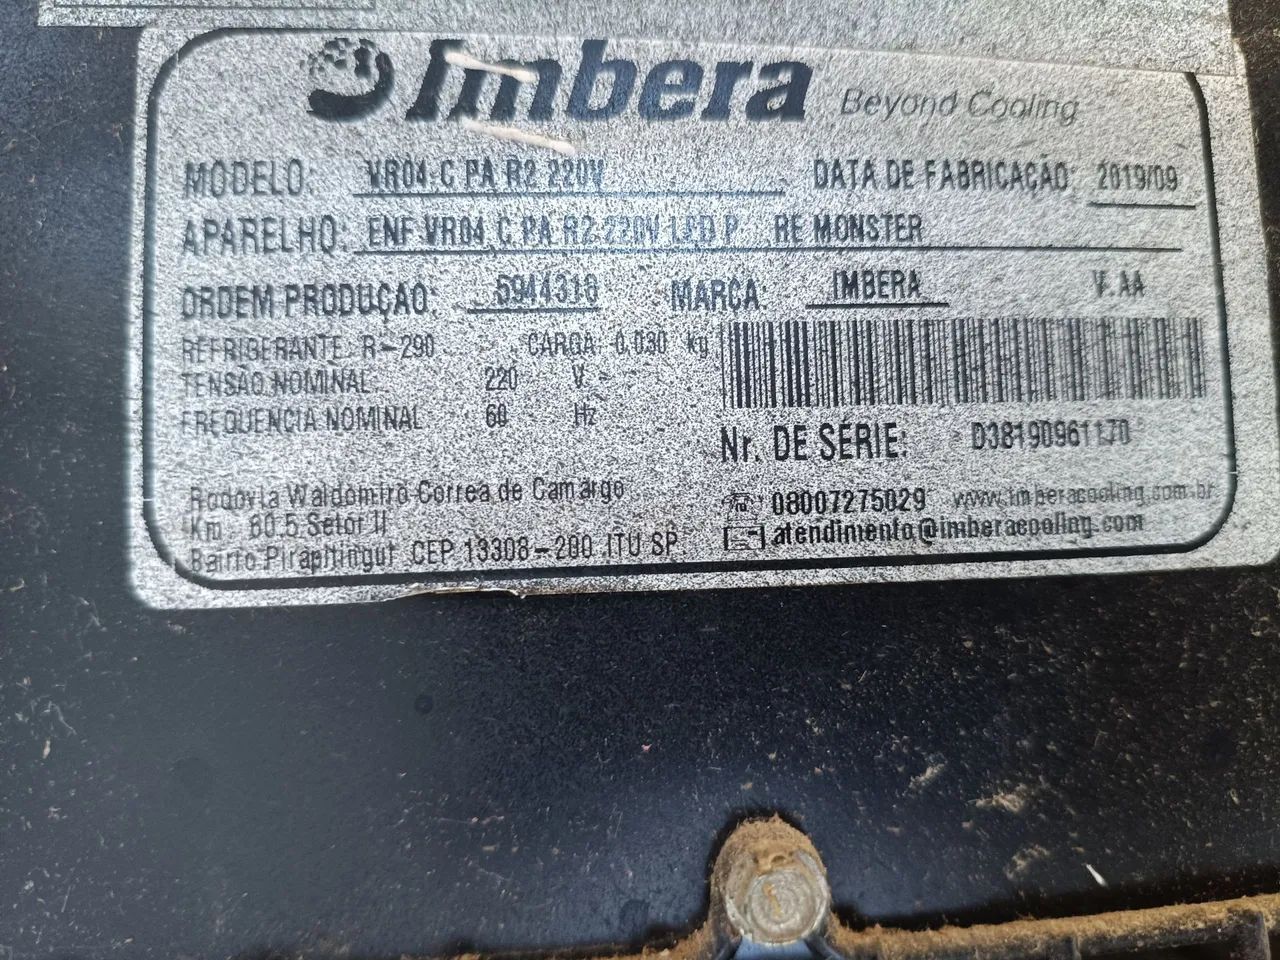 Imbera Beyond Cooling
MODELO: VR04 C PA R2 220V DATA DE FABRICAÇÃO: 2019/09
APARELHO: ENF VR04 C PA R2 220V LED P RE MONSTER
ORDEM PRODUÇÃO: 5944318 MARCA: IMBERA V.AA
REFRIGERANTE R-290 CARGA 0,030 kg
TENSÃO NOMINAL 220 V
FREQUENCIA NOMINAL 60 Hz
Nr. DE SÉRIE: D38190961170
Rodovia Waldomiro Correa de Camargo
Km 60.5 Setor II
Bairro Pirapitingui CEP 13308-200 ITU SP
08007275029 www.imberacooling.com.br
atendimento@imberacooling.com